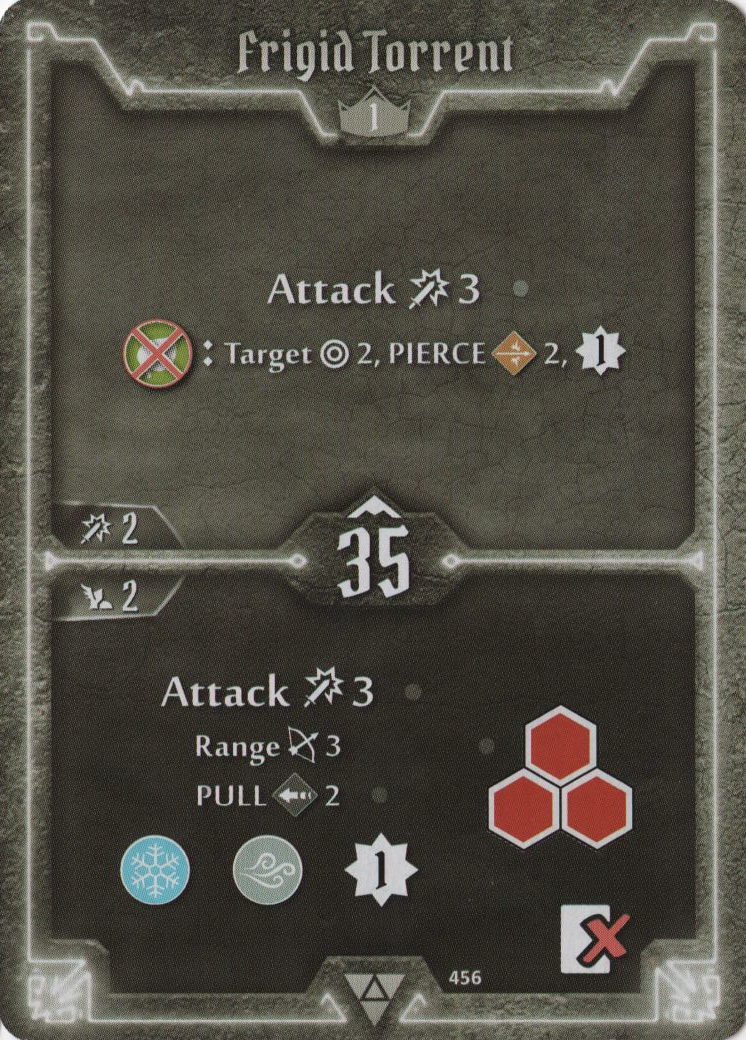 Frigid Torrent
1
Attack 3
: Target 2, PIERCE 2, 1
2
35
2
Attack 3
Range 3
PULL 2
1
456